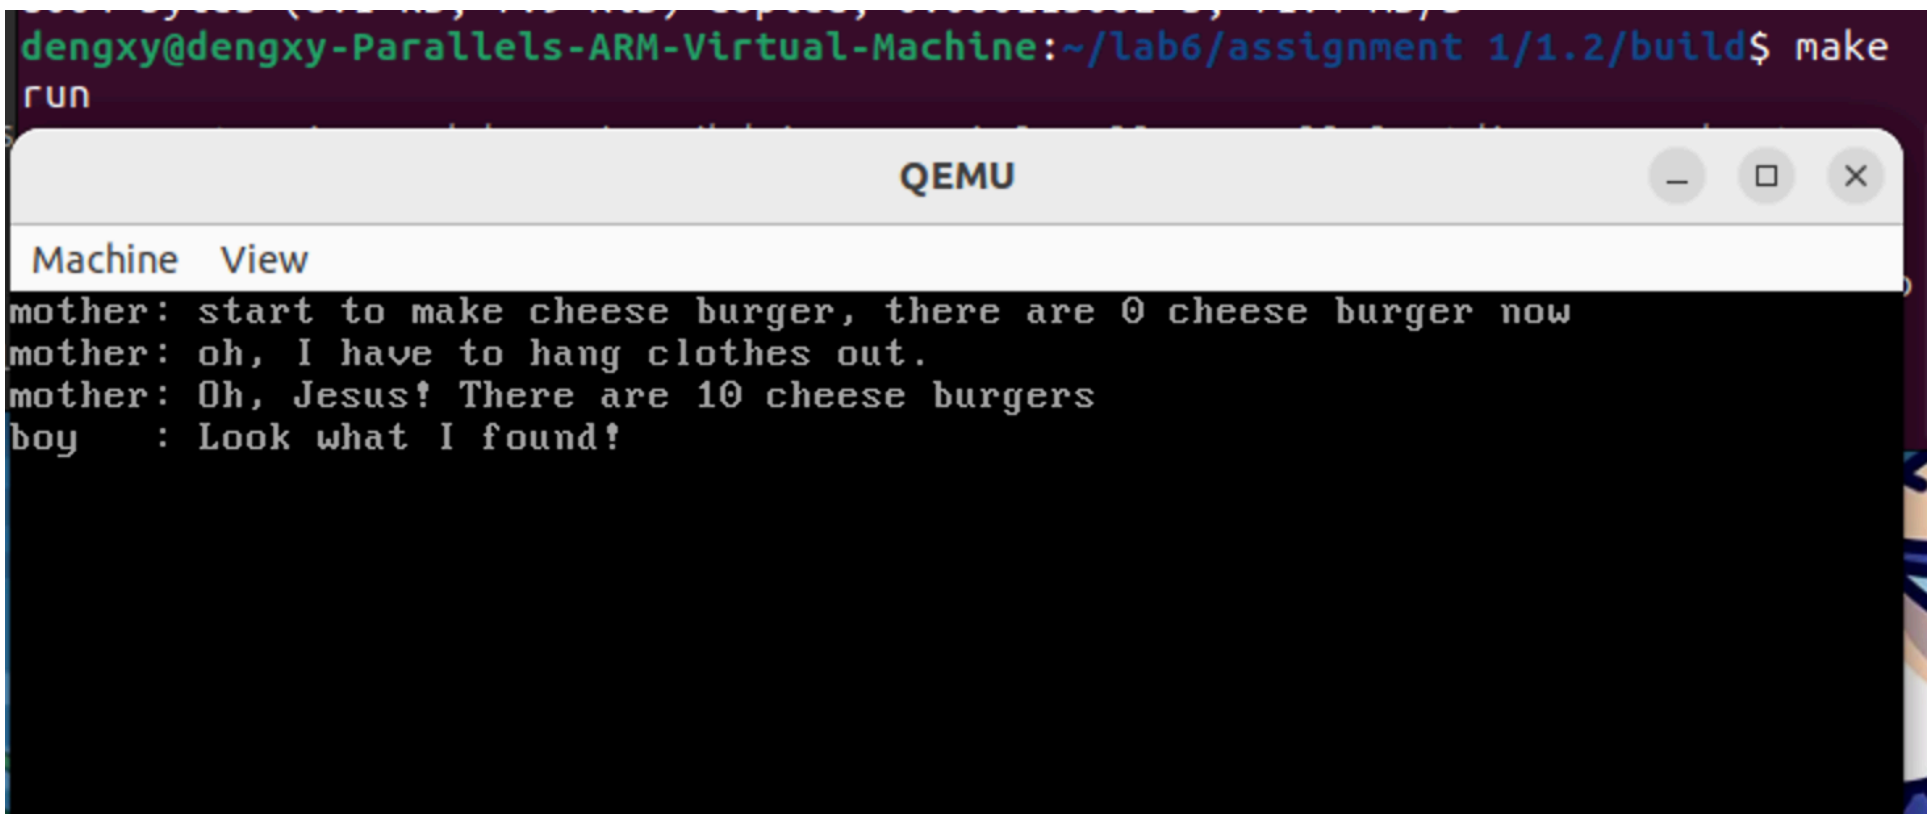 dengxy@dengxy-Parallels-ARM-Virtual-Machine:~/lab6/assignment 1/1.2/build$ make
run
QEMU
Machine View
mother: start to make cheese burger, there are 0 cheese burger now
mother: oh, I have to hang clothes out.
mother: Oh, Jesus! There are 10 cheese burgers
boy   : Look what I found!